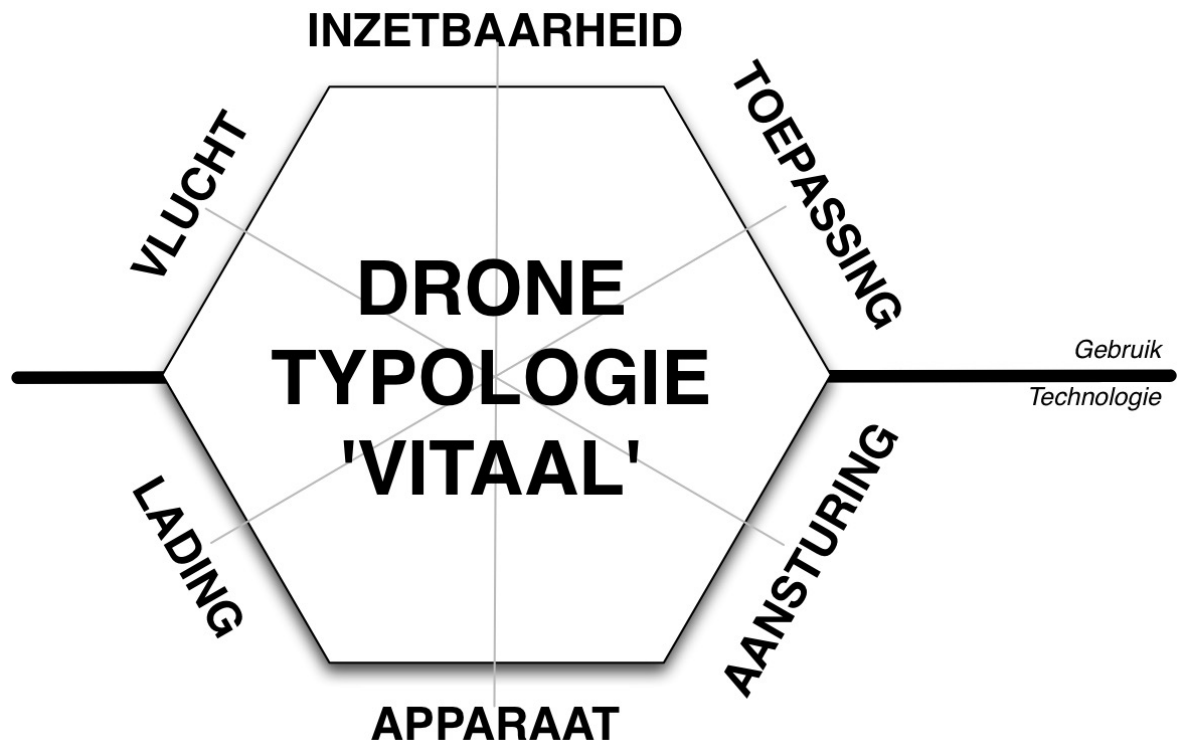 INZETBAARHEID
VLUCHT
TOEPASSING
DRONE
TYPOLOGIE
'VITAAL'
Gebruik
Technologie
LADING
AANSTURING
APPARAAT